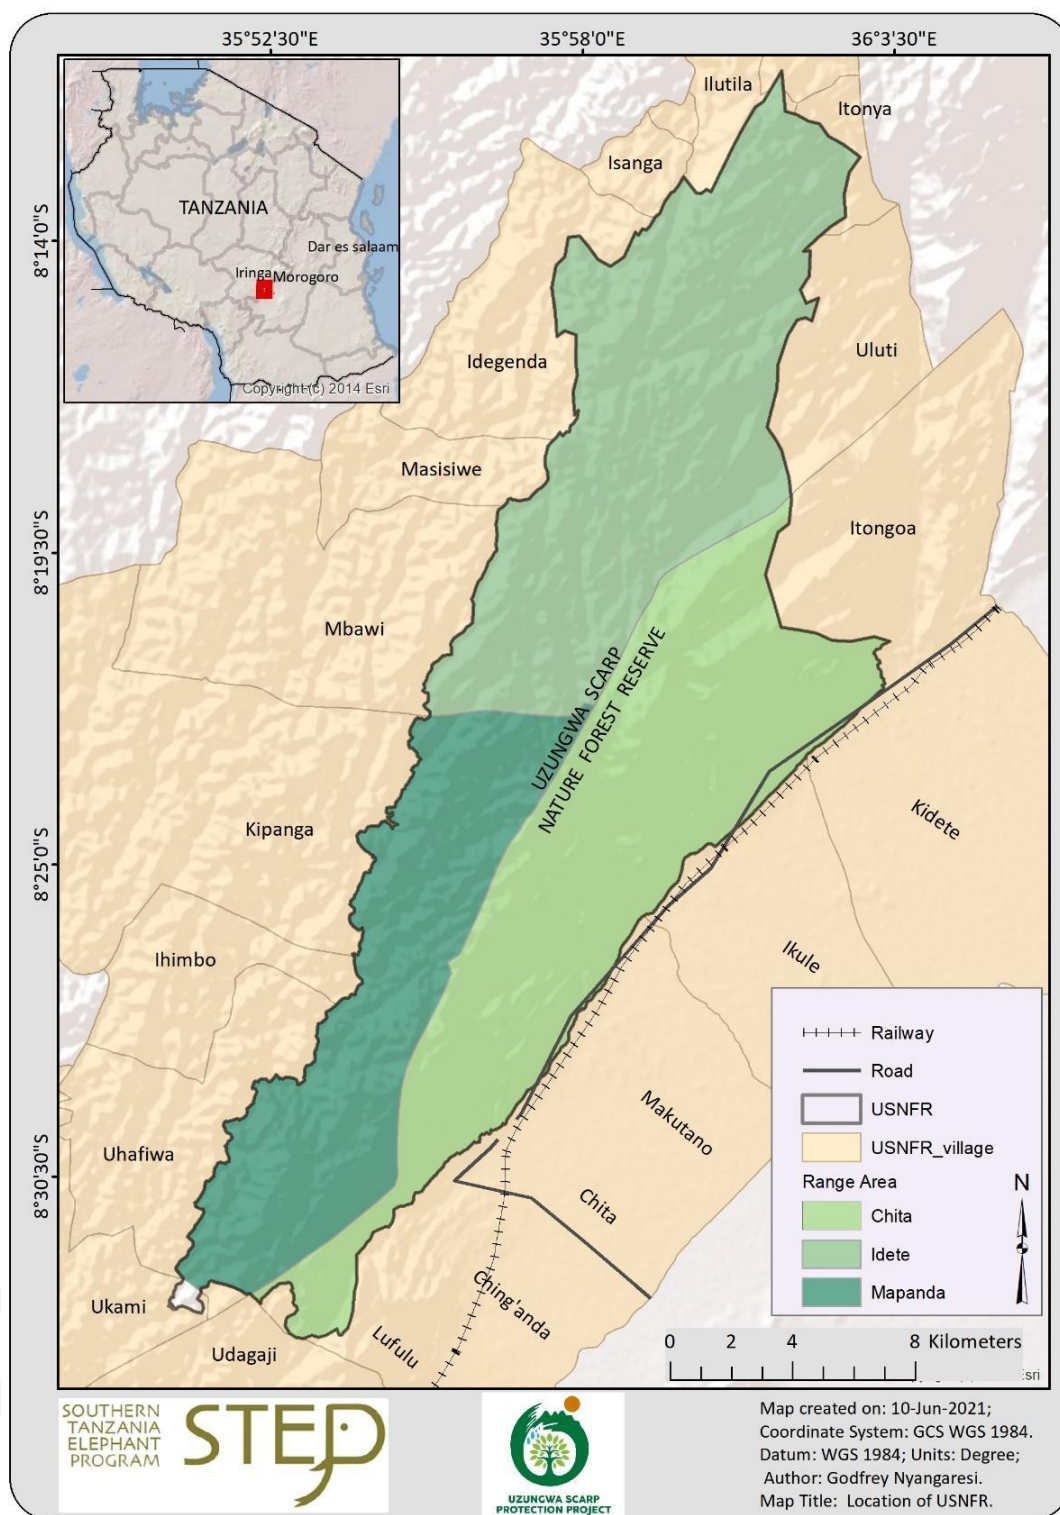 35°52'30"E
35°58'0"E
36°3'30"E
8°14'0"S
8°19'30"S
8°25'0"S
8°30'30"S
TANZANIA
Dar es salaam
Iringa
Morogoro
Copyright (c) 2014 Esri
Ilutila
Itonya
Isanga
Idegenda
Uluti
Masisiwe
Itongoa
Mbawi
UZUNGWA SCARP
NATURE FOREST RESERVE
Kipanga
Kidete
Ihimbo
Ikule
Makutano
Uhafiwa
Chita
Ching'anda
Ukami
Udagaji
Lufulu
Railway
Road
USNFR
USNFR_village
Range Area
Chita
Idete
Mapanda
N
0 2 4 8 Kilometers
SOUTHERN
TANZANIA
ELEPHANT
PROGRAM
STEP
UZUNGWA SCARP
PROTECTION PROJECT
Map created on: 10-Jun-2021;
Coordinate System: GCS WGS 1984.
Datum: WGS 1984; Units: Degree;
Author: Godfrey Nyangaresi.
Map Title: Location of USNFR.